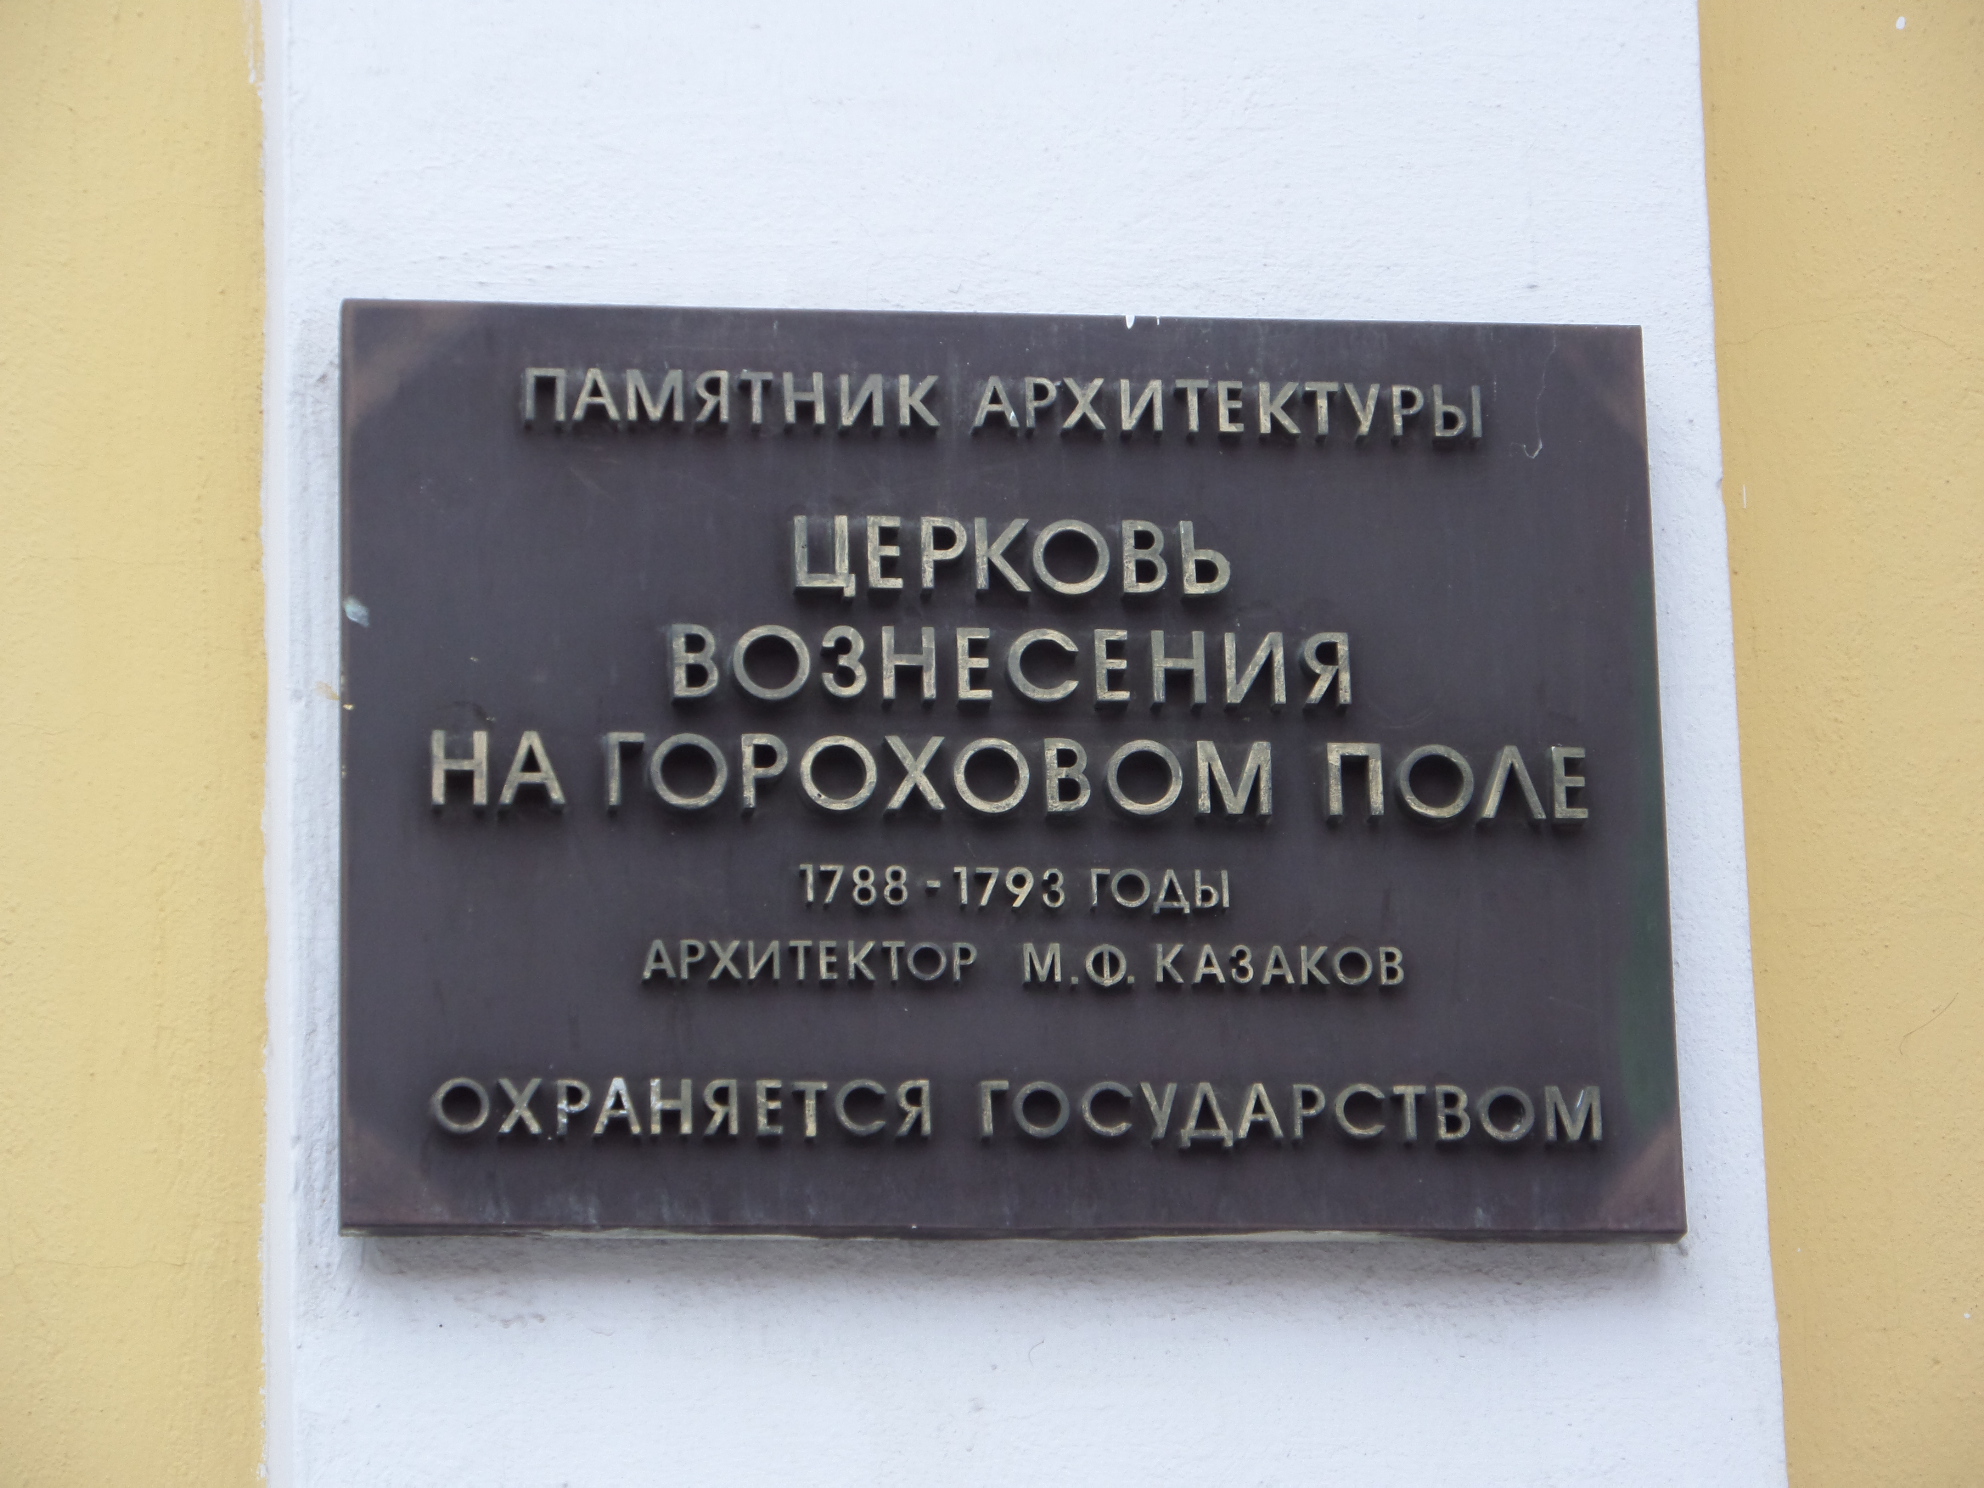 ПАМЯТНИК АРХИТЕКТУРЫ
ЦЕРКОВЬ
ВОЗНЕСЕНИЯ
НА ГОРОХОВОМ ПОЛЕ
1788-1793 ГОДЫ
АРХИТЕКТОР М.Ф. КАЗАКОВ
ОХРАНЯЕТСЯ ГОСУДАРСТВОМ